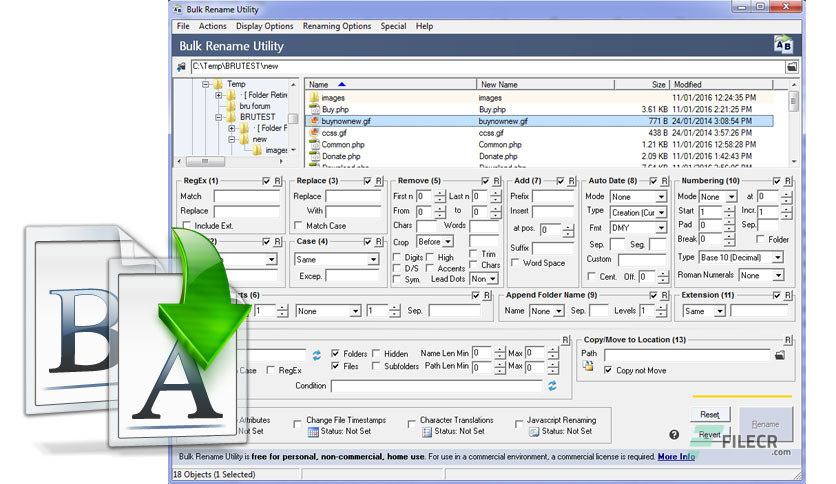 Bulk Rename Utility
File Actions Display Options Renaming Options Special Help
Bulk Rename Utility
AB
C:\Temp\BRUTEST\new
Temp
[ Folder Retire
bru forum
BRUTEST
[ Folder F
new
images
Name New Name Size Modified
images images 11/01/2016 12:24:35 PM
Buy.php 3.61 KB 11/01/2016 2:21:25 PM
buynownew.gif buynownew.gif 771 B 24/01/2014 3:08:54 PM
ccss.gif ccss.gif 438 B 24/01/2014 3:57:26 PM
Common.php Common.php 1.21 KB 11/01/2016 12:58:28 PM
Donate.php Donate.php 2.09 KB 11/01/2016 1:42:43 PM
RegEx (1) R Replace (3) R Remove (5) R Add (7) R Auto Date (8) R Numbering (10) R
Match Replace First n 0 Last n 0 Prefix Mode None Mode None at 0
Replace With From 0 to 0 Insert Type Creation (Cur Start 1 Incr. 1
Include Ext. Match Case Chars Words at pos. 0 Fmt DMY Pad 0 Sep.
(2) R Case (4) R Crop Before Suffix Sep. Seg. Break 0 Folder
Same Digits High Trim Word Space Custom Type Base 10 (Decimal)
Excep. D/S Accents Chars Cent. Off. 0 Roman Numerals None
Sym. Lead Dots Non
(6) R Append Folder Name (9) R Extension (11) R
1 None 1 Sep. Name None Sep. Levels 1 Same
R Copy/Move to Location (13) R
Folders Hidden Name Len Min 0 Max 0 Path
Case RegEx Files Subfolders Path Len Min 0 Max 0 Copy not Move
Condition
Attributes Change File Timestamps Character Translations Javascript Renaming Reset
Not Set Status: Not Set Status: Not Set Status: Not Set Revert Rename
B
A
FILECR
.com
Bulk Rename Utility is free for personal, non-commercial, home use. For use in a commercial environment, a commercial license is required. More Info
18 Objects (1 Selected)